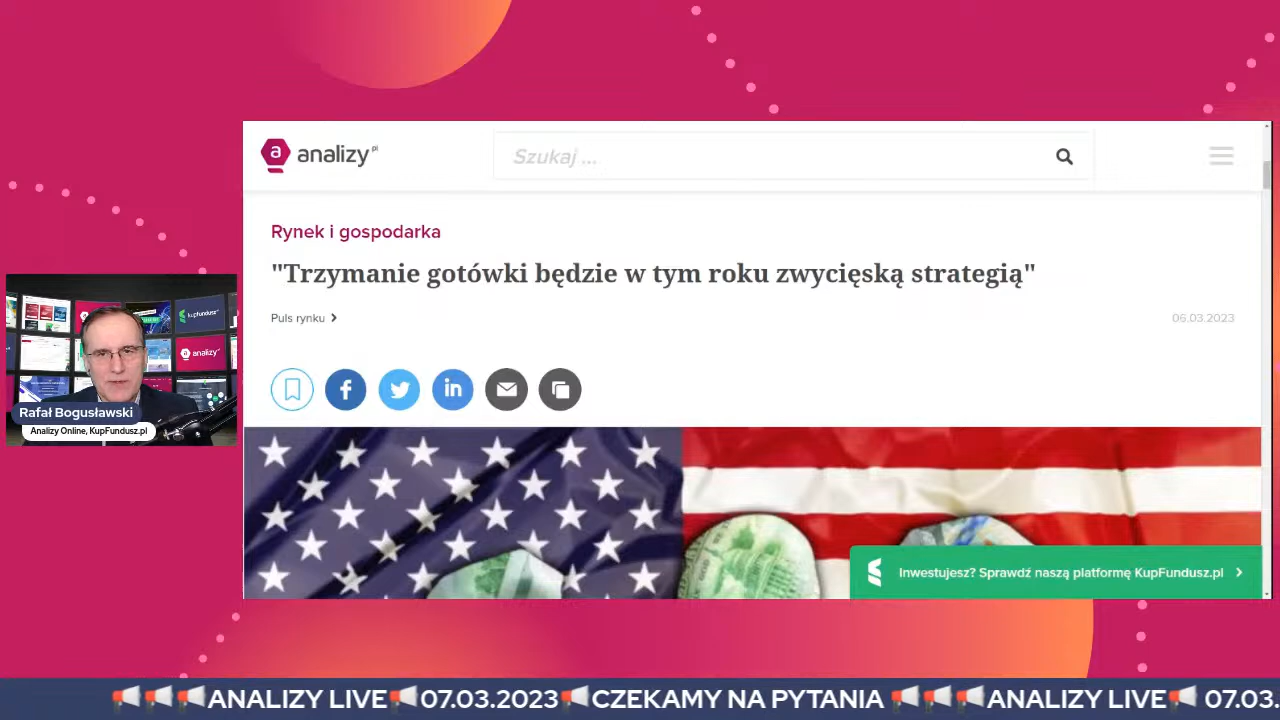 analizy.pl
Szukaj ...
Rynek i gospodarka
"Trzymanie gotówki będzie w tym roku zwycięską strategią"
Puls rynku
06.03.2023
Inwestujesz? Sprawdź naszą platformę KupFundusz.pl
kupfundusz
analizy
Rafał Bogusławski
Analizy Online, KupFundusz.pl
ANALIZY LIVE 07.03.2023 CZEKAMY NA PYTANIA ANALIZY LIVE 07.03.